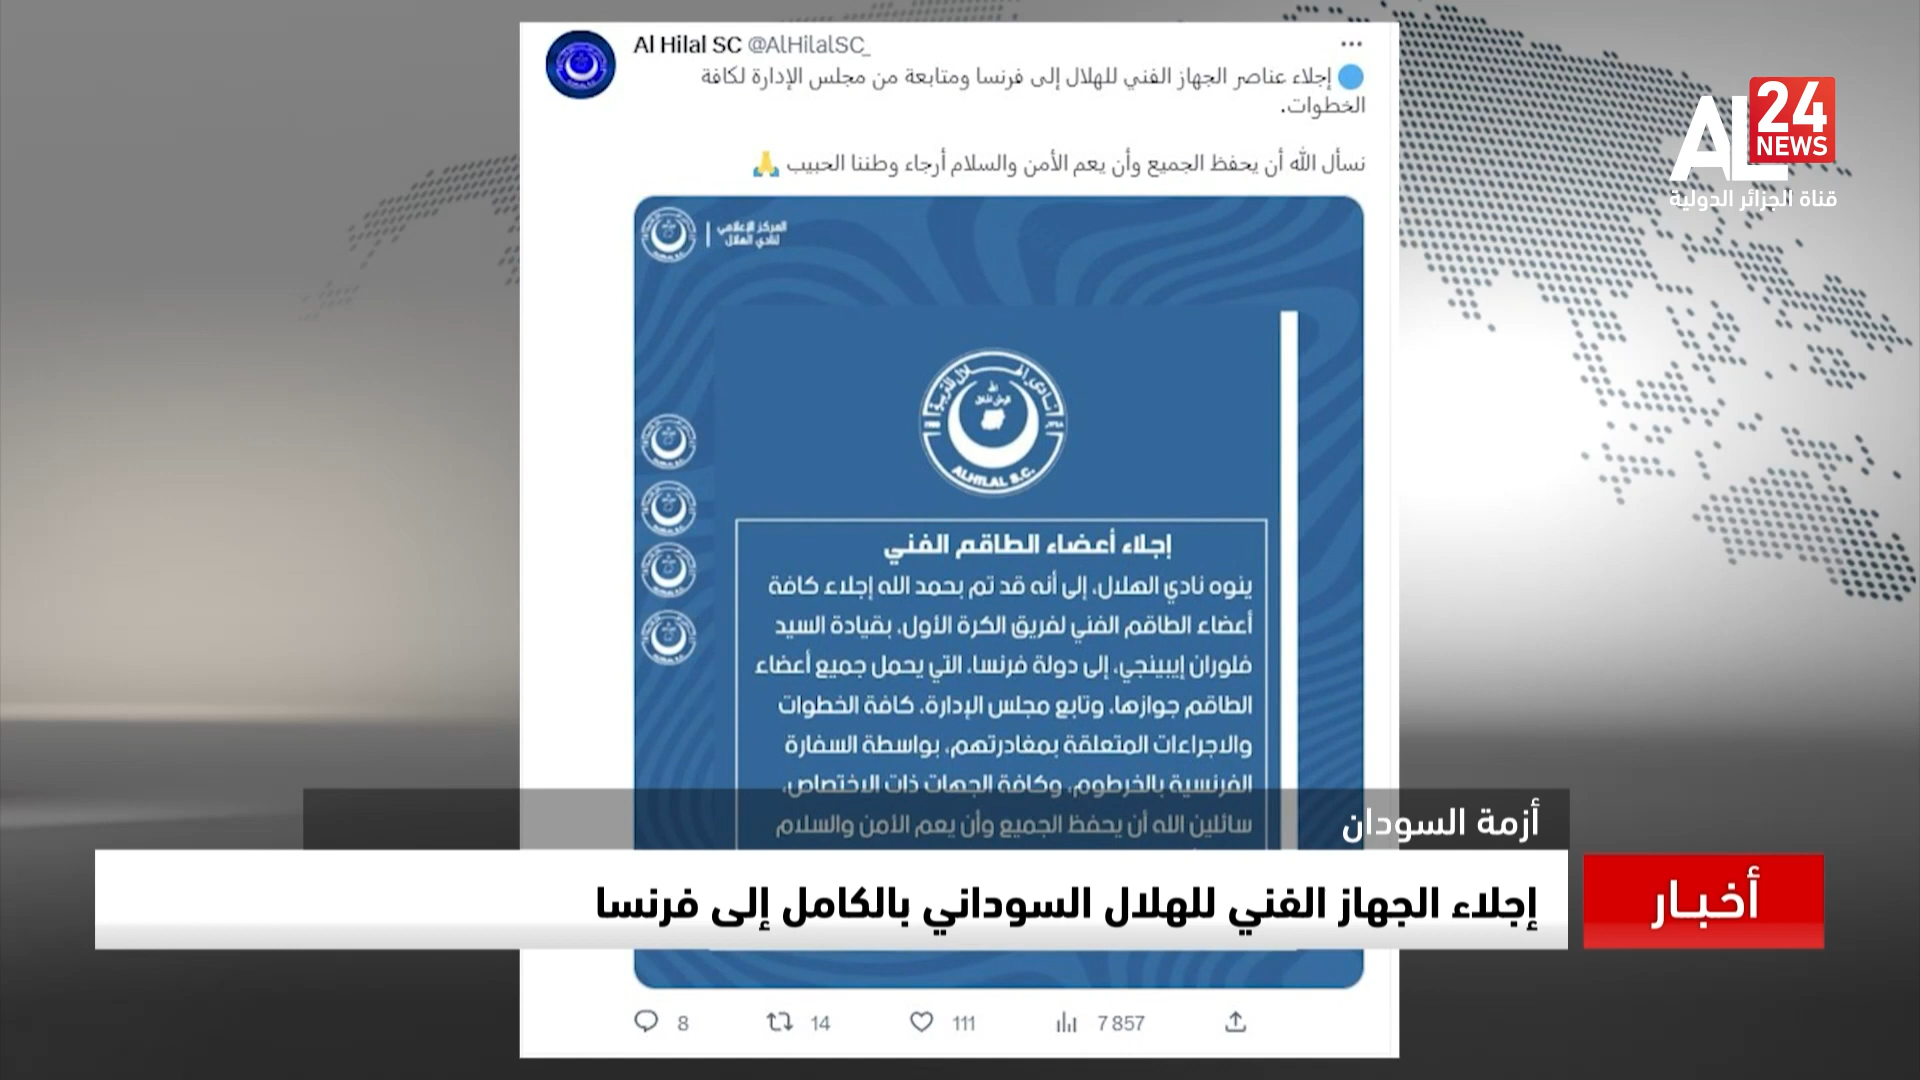 Al Hilal SC @AlHilalSC_
إجلاء عناصر الجهاز الفني للهلال إلى فرنسا ومتابعة من مجلس الإدارة لكافة
الخطوات.
نسأل الله أن يحفظ الجميع وأن يعم الأمن والسلام أرجاء وطننا الحبيب 🙏
AL 24 NEWS
قناة الجزائر الدولية
المركز الإعلامي
لنادي الهلال
ALHILAL S.C.
إجلاء أعضاء الطاقم الفني
ينوه نادي الهلال، إلى أنه قد تم بحمد الله إجلاء كافة
أعضاء الطاقم الفني لفريق الكرة الأول، بقيادة السيد
فلوران إيبينجي، إلى دولة فرنسا، التي يحمل جميع أعضاء
الطاقم جوازها، وتابع مجلس الإدارة، كافة الخطوات
والاجراءات المتعلقة بمغادرتهم، بواسطة السفارة
الفرنسية بالخرطوم، وكافة الجهات ذات الاختصاص،
سائلين الله أن يحفظ الجميع وأن يعم الأمن والسلام
أزمة السودان
أخبار
إجلاء الجهاز الفني للهلال السوداني بالكامل إلى فرنسا
8 14 111 7 857